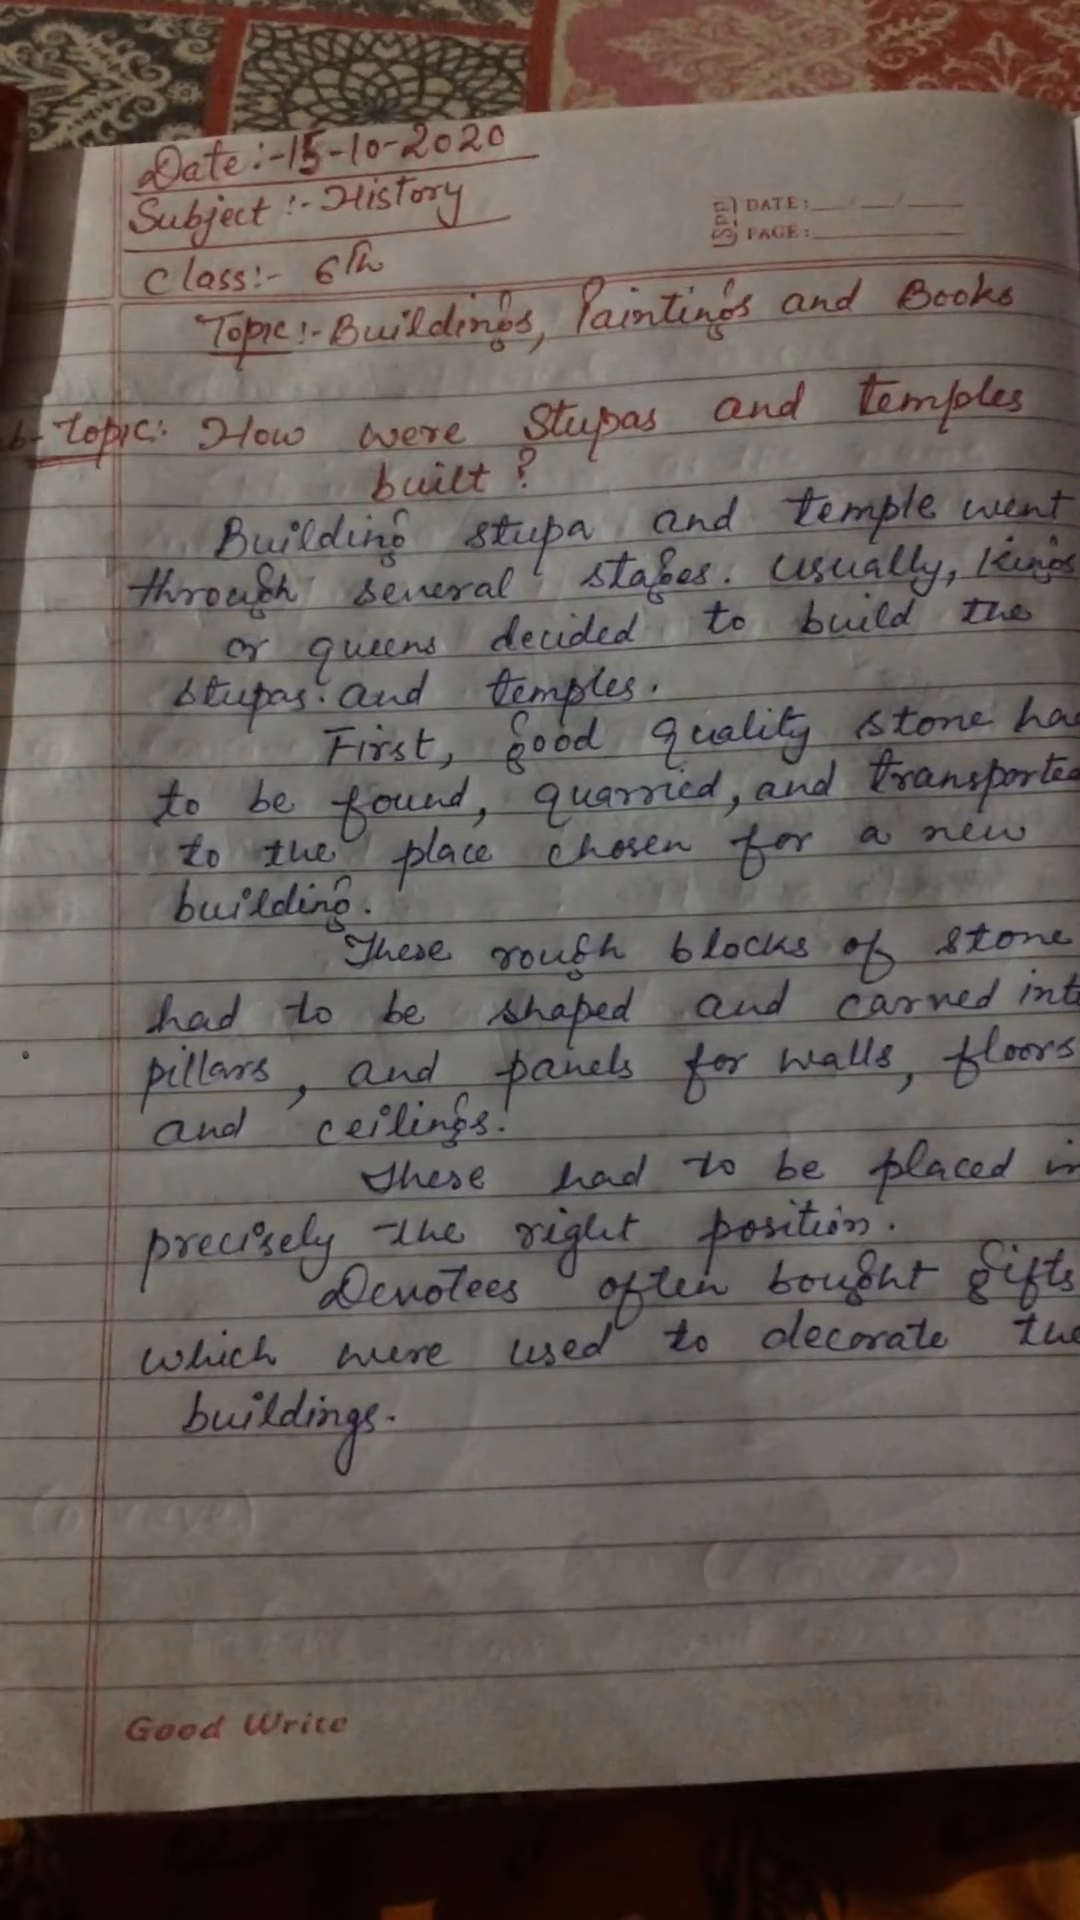 Date:-15-10-2020
Subject:-History
DATE: __/__/__
PAGE:
Class:- 6th
Topic:-Buildings, Paintings and Books
b-Topic: How were Stupas and temples
built?
Building stupa and temple went
through several stages. Usually, kings
or queens decided to build the
stupas and temples.
First, good quality stone ha
to be found, quarried, and transporte
to the place chosen for a new
building.
These rough blocks of stone
had to be shaped and carved int
pillars, and panels for walls, floors
and ceilings.
These had to be placed in
precisely the right position.
Devotees often bought gifts
which were used to decorate the
buildings.
Good Write